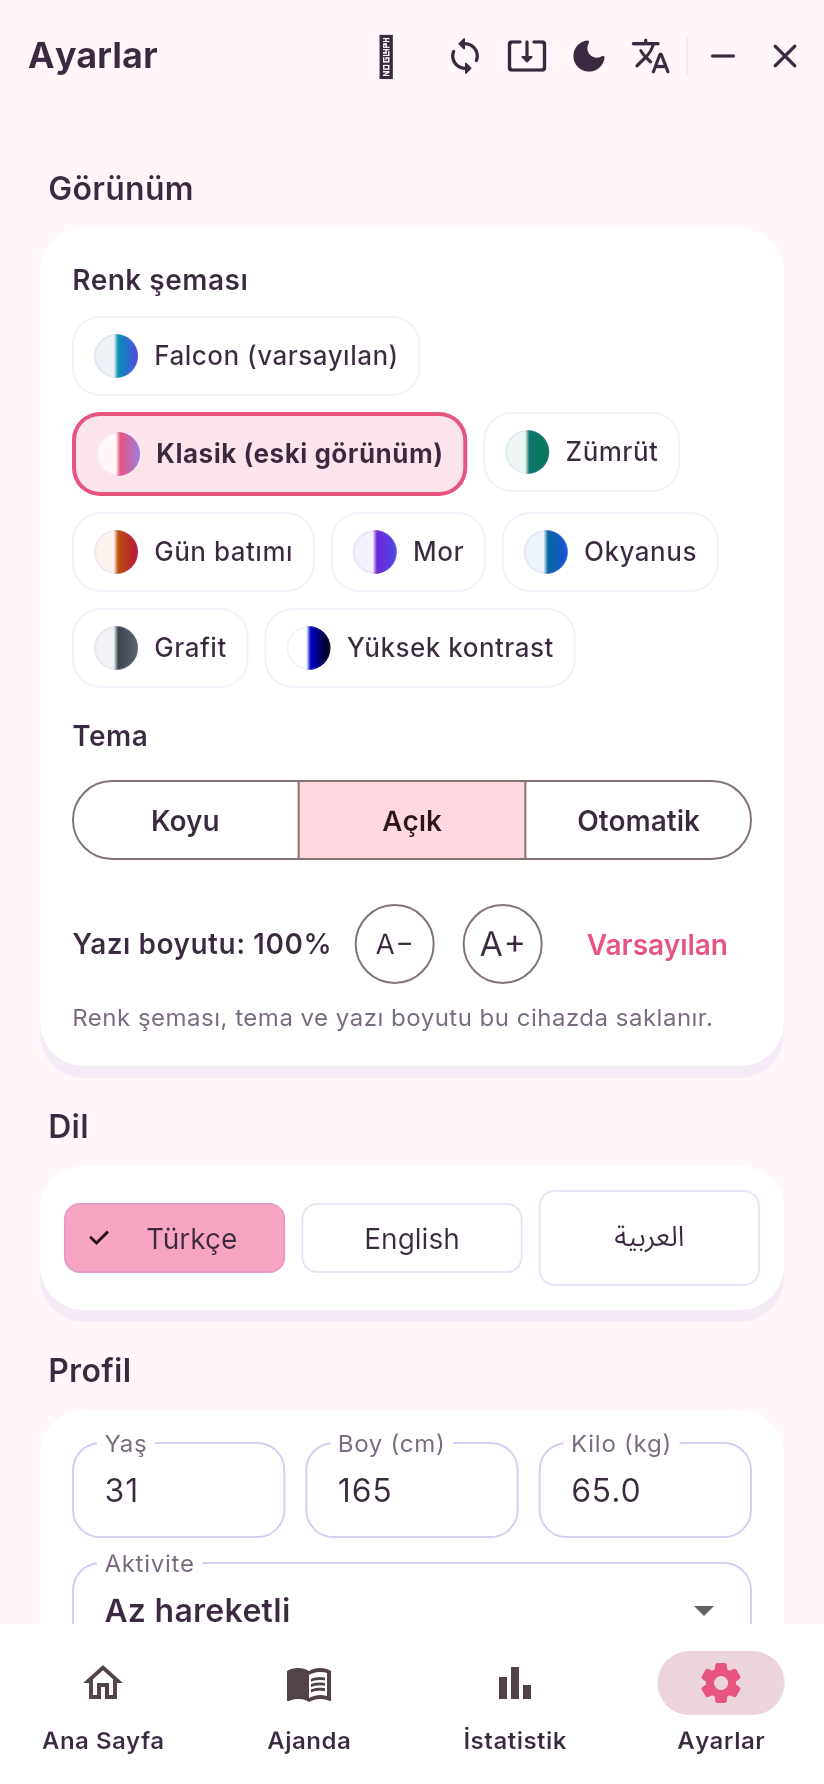 Ayarlar
Görünüm
Renk şeması
Falcon (varsayılan)
Klasik (eski görünüm)
Zümrüt
Gün batımı
Mor
Okyanus
Grafit
Yüksek kontrast
Tema
Koyu
Açık
Otomatik
Yazı boyutu: 100%
A−
A+
Varsayılan
Renk şeması, tema ve yazı boyutu bu cihazda saklanır.
Dil
Türkçe
English
العربية
Profil
Yaş
Boy (cm)
Kilo (kg)
31
165
65.0
Aktivite
Az hareketli
Ana Sayfa
Ajanda
İstatistik
Ayarlar